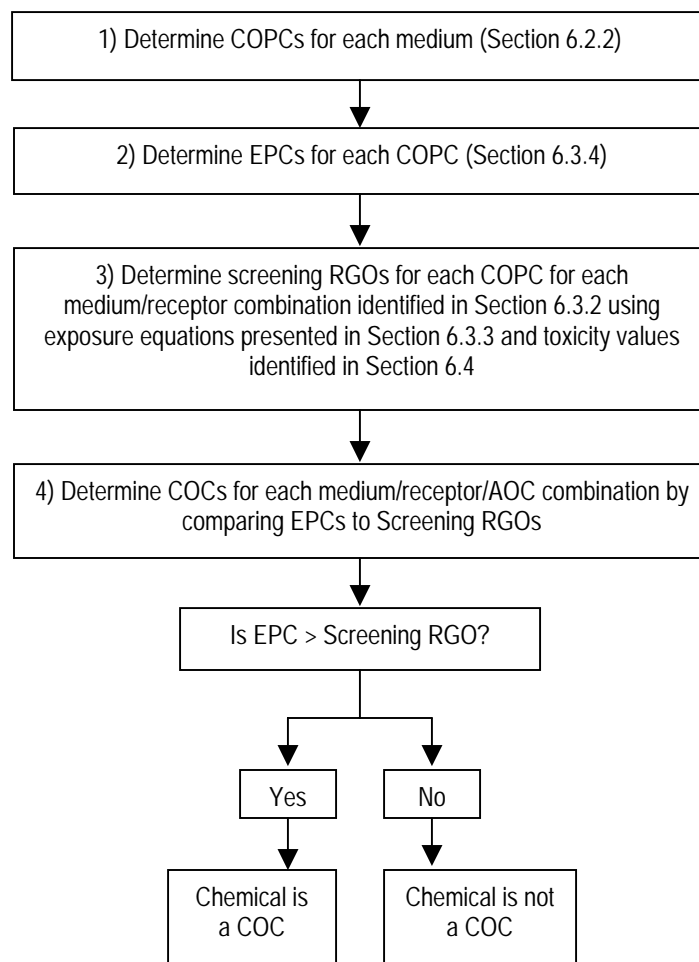 1) Determine COPCs for each medium (Section 6.2.2)
2) Determine EPCs for each COPC (Section 6.3.4)
3) Determine screening RGOs for each COPC for each
medium/receptor combination identified in Section 6.3.2 using
exposure equations presented in Section 6.3.3 and toxicity values
identified in Section 6.4
4) Determine COCs for each medium/receptor/AOC combination by
comparing EPCs to Screening RGOs
Is EPC > Screening RGO?
Yes
No
Chemical is
a COC
Chemical is not
a COC